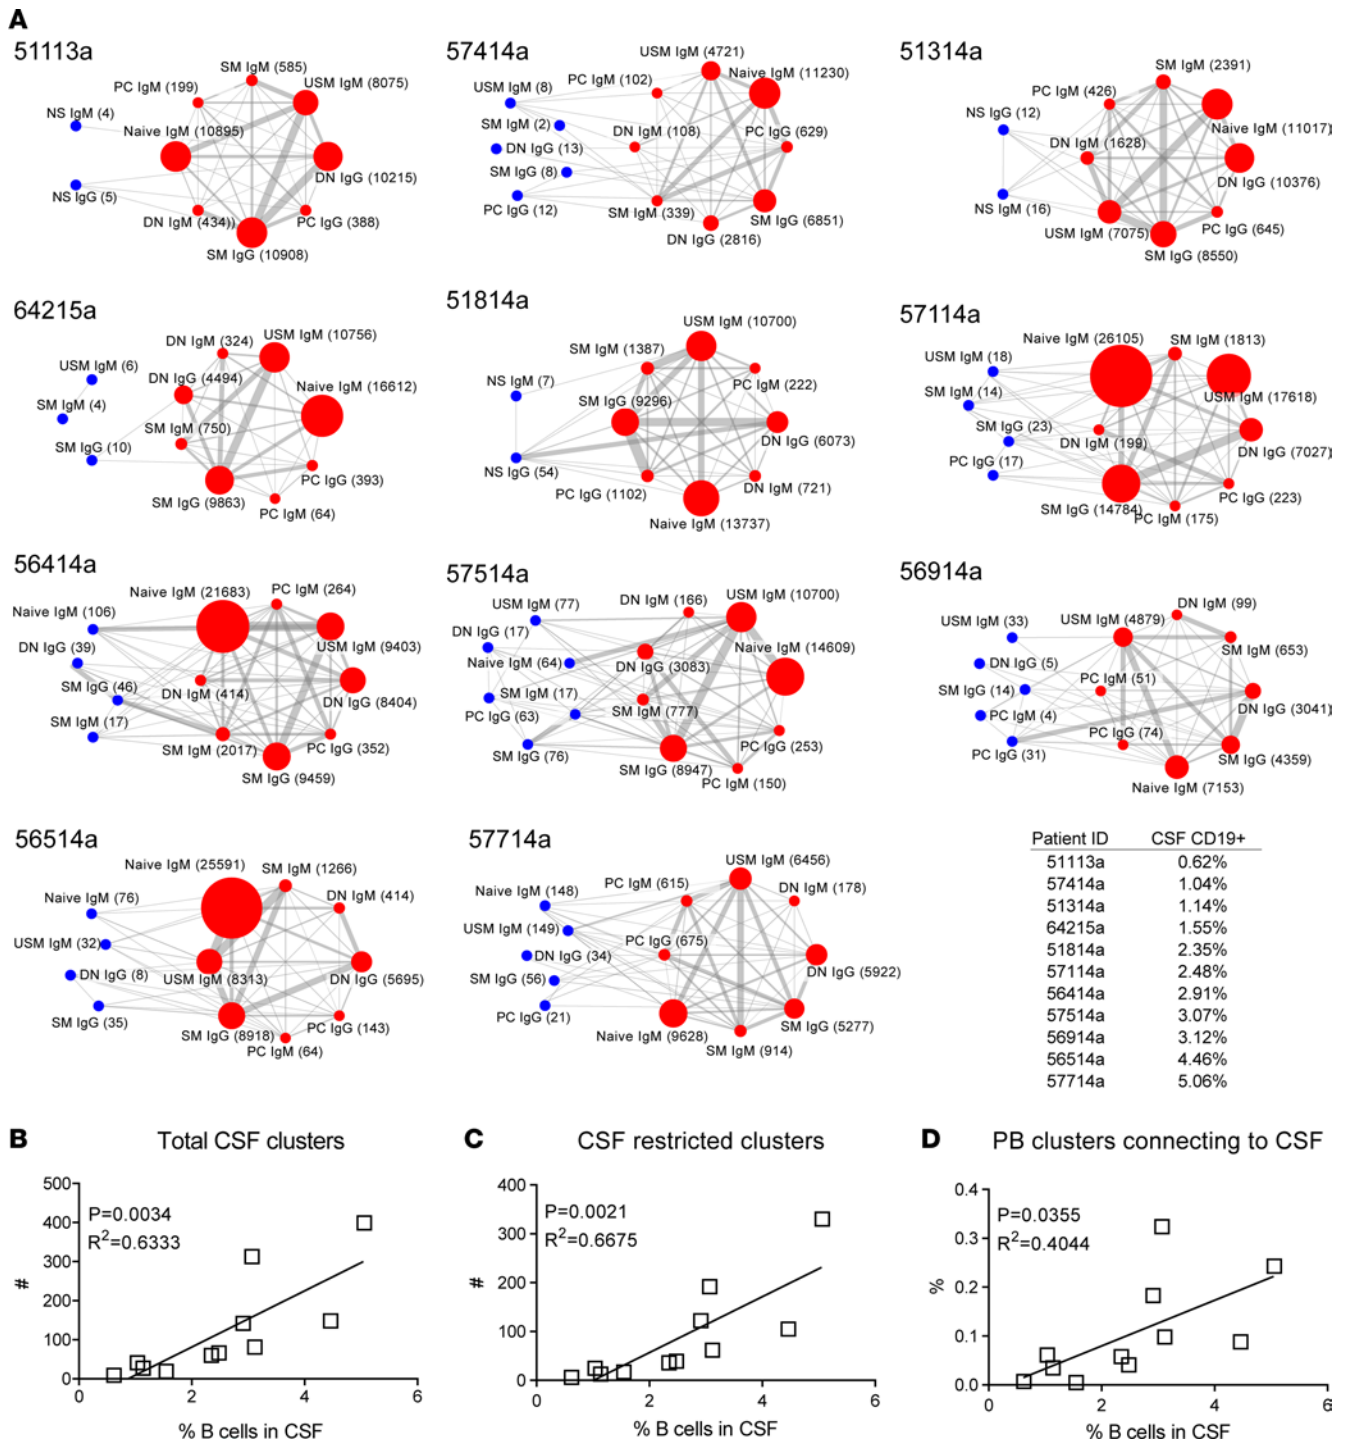 A
51113a
SM IgM (585)
USM IgM (8075)
PC IgM (199)
NS IgM (4)
Naive IgM (10895)
DN IgG (10215)
NS IgG (5)
DN IgM (434))
PC IgG (388)
SM IgG (10908)
57414a
USM IgM (4721)
Naive IgM (11230)
PC IgM (102)
USM IgM (8)
SM IgM (2)
DN IgM (108)
PC IgG (629)
DN IgG (13)
SM IgG (8)
PC IgG (12)
SM IgM (339)
SM IgG (6851)
DN IgG (2816)
51314a
SM IgM (2391)
PC IgM (426)
NS IgG (12)
Naive IgM (11017)
DN IgM (1628)
DN IgG (10376)
NS IgM (16)
USM IgM (7075)
PC IgG (645)
SM IgG (8550)
64215a
DN IgM (324)
USM IgM (10756)
USM IgM (6)
DN IgG (4494)
Naive IgM (16612)
SM IgM (4)
SM IgM (750)
SM IgG (10)
PC IgG (393)
SM IgG (9863)
PC IgM (64)
51814a
USM IgM (10700)
SM IgM (1387)
NS IgM (7)
PC IgM (222)
SM IgG (9296)
DN IgG (6073)
NS IgG (54)
PC IgG (1102)
DN IgM (721)
Naive IgM (13737)
57114a
Naive IgM (26105)
SM IgM (1813)
USM IgM (18)
SM IgM (14)
USM IgM (17618)
SM IgG (23)
DN IgM (199)
DN IgG (7027)
PC IgG (17)
PC IgG (223)
SM IgG (14784)
PC IgM (175)
56414a
Naive IgM (21683)
PC IgM (264)
Naive IgM (106)
USM IgM (9403)
DN IgG (39)
SM IgG (46)
DN IgM (414)
DN IgG (8404)
SM IgM (17)
SM IgM (2017)
PC IgG (352)
SM IgG (9459)
57514a
USM IgM (10700)
DN IgM (166)
USM IgM (77)
DN IgG (17)
Naive IgM (14609)
Naive IgM (64)
DN IgG (3083)
SM IgM (17)
PC IgG (63)
SM IgM (777)
PC IgG (253)
SM IgG (76)
SM IgG (8947)
PC IgM (150)
56914a
DN IgM (99)
USM IgM (33)
USM IgM (4879)
SM IgM (653)
DN IgG (5)
PC IgM (51)
SM IgG (14)
DN IgG (3041)
PC IgM (4)
PC IgG (74)
PC IgG (31)
SM IgG (4359)
Naive IgM (7153)
56514a
Naive IgM (25591)
SM IgM (1266)
Naive IgM (76)
DN IgM (414)
USM IgM (32)
DN IgG (8)
USM IgM (8313)
DN IgG (5695)
SM IgG (35)
SM IgG (8918)
PC IgG (143)
PC IgM (64)
57714a
USM IgM (6456)
PC IgM (615)
DN IgM (178)
Naive IgM (148)
USM IgM (149)
PC IgG (675)
DN IgG (34)
DN IgG (5922)
SM IgG (56)
PC IgG (21)
Naive IgM (9628)
SM IgG (5277)
SM IgM (914)
Patient ID CSF CD19+
51113a 0.62%
57414a 1.04%
51314a 1.14%
64215a 1.55%
51814a 2.35%
57114a 2.48%
56414a 2.91%
57514a 3.07%
56914a 3.12%
56514a 4.46%
57714a 5.06%
B Total CSF clusters
500
400
300
200
100
0
#
P=0.0034
R²=0.6333
0 2 4 6
% B cells in CSF
C CSF restricted clusters
400
300
200
100
0
#
P=0.0021
R²=0.6675
0 2 4 6
% B cells in CSF
D PB clusters connecting to CSF
0.4
0.3
0.2
0.1
0.0
%
P=0.0355
R²=0.4044
0 2 4 6
% B cells in CSF